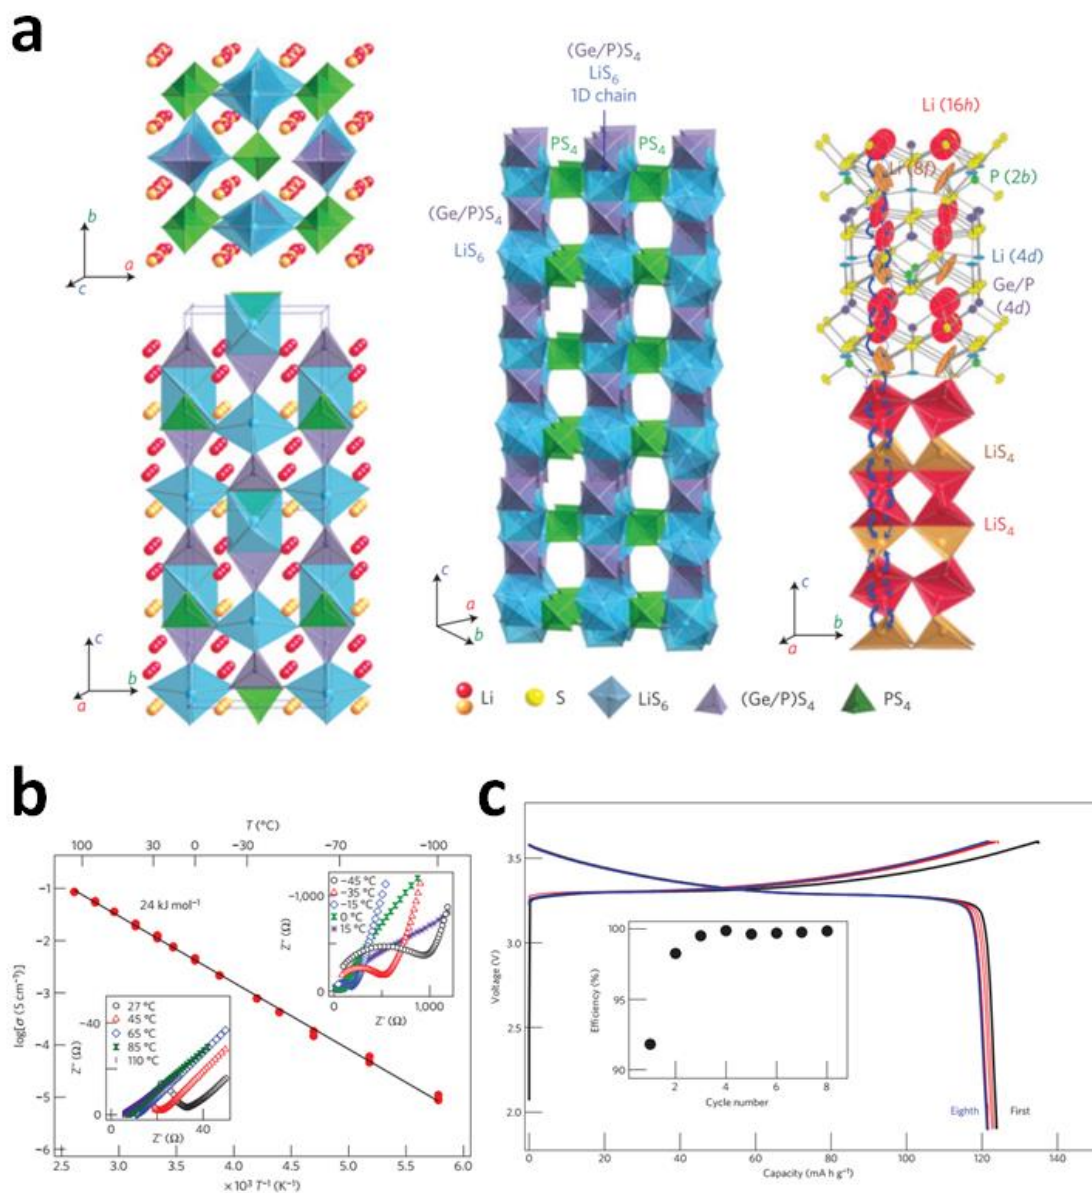 a
b
a
c
c
b
a
(Ge/P)S₄
LiS₆
1D chain
PS₄
PS₄
(Ge/P)S₄
LiS₆
c
a
b
Li (16h)
Li (8f)
P (2b)
Li (4d)
Ge/P
(4d)
LiS₄
LiS₄
c
b
a
Li
S
LiS₆
(Ge/P)S₄
PS₄
b
T (°C)
100
30
0
−30
−70
−100
24 kJ mol⁻¹
log[σ (S cm⁻¹)]
−1
−2
−3
−4
−5
−6
−1,000
0
Z'' (Ω)
−45 °C
−35 °C
−15 °C
0 °C
15 °C
0
500
1,000
Z' (Ω)
−40
0
Z'' (Ω)
27 °C
45 °C
65 °C
85 °C
110 °C
0
40
Z' (Ω)
2.5
3.0
3.5
4.0
4.5
5.0
5.5
6.0
×10³ T⁻¹ (K⁻¹)
c
Voltage (V)
3.5
3.0
2.5
2.0
Efficiency (%)
100
95
90
2
4
6
8
Cycle number
Eighth
First
0
20
40
60
80
100
120
140
Capacity (mA h g⁻¹)